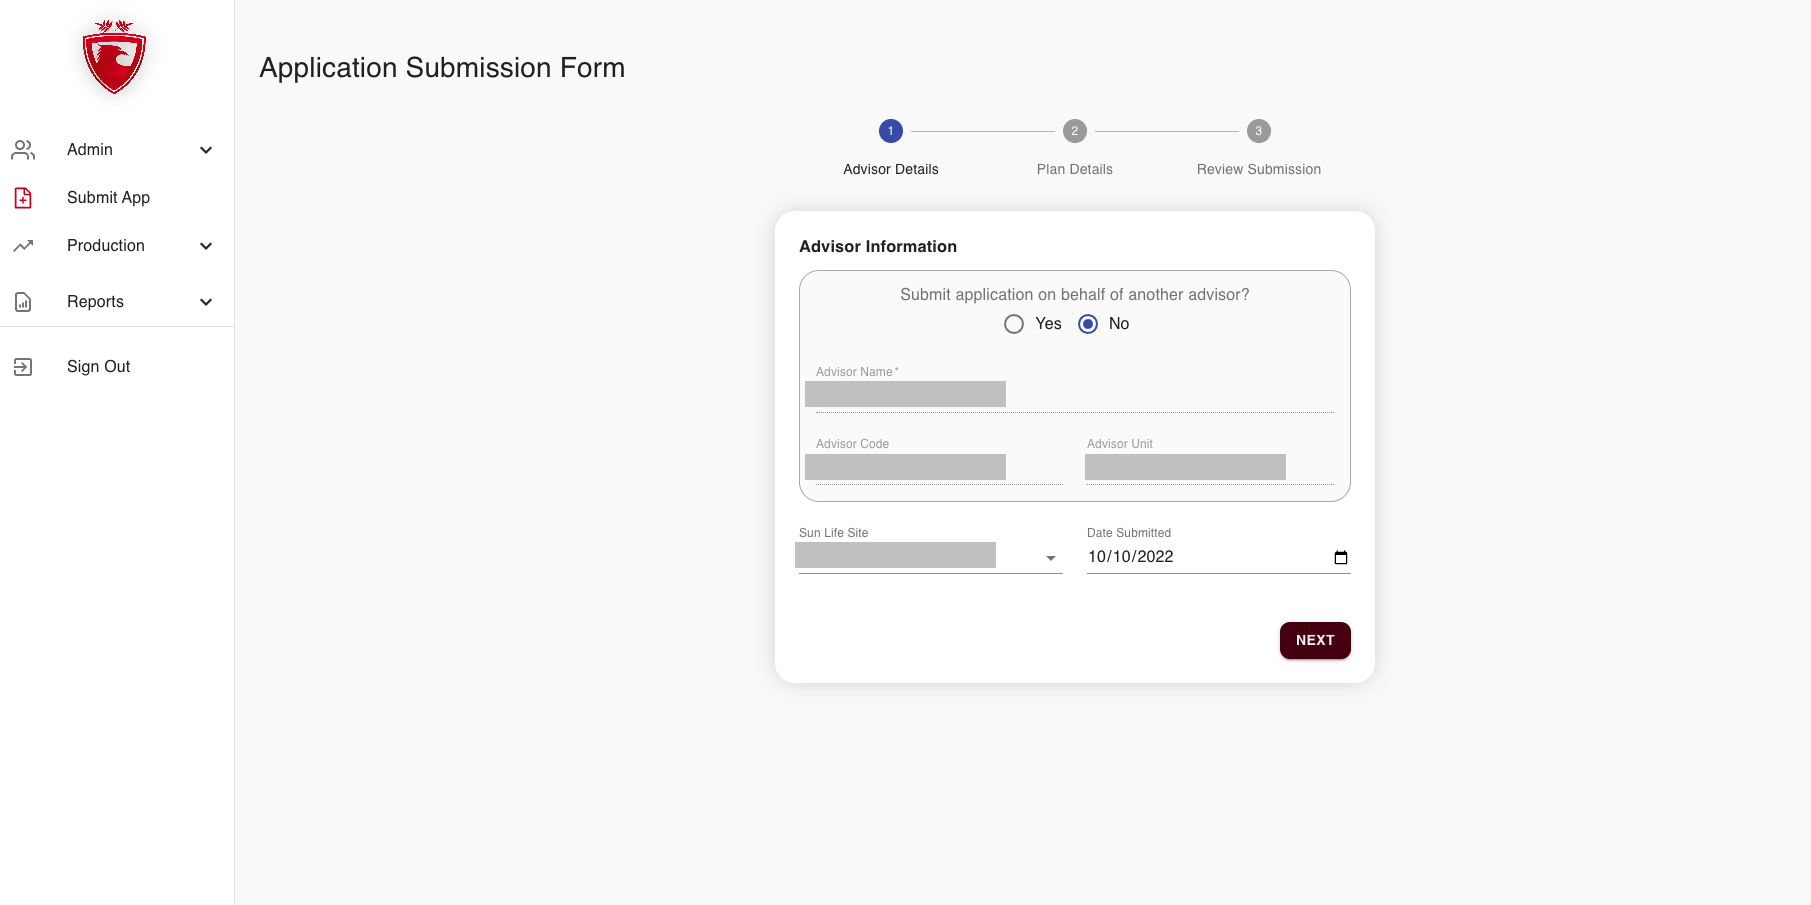 Application Submission Form
Admin
Submit App
Production
Reports
Sign Out
1
2
3
Advisor Details
Plan Details
Review Submission
Advisor Information
Submit application on behalf of another advisor?
Yes
No
Advisor Name *
Advisor Code
Advisor Unit
Sun Life Site
Date Submitted
10/10/2022
NEXT